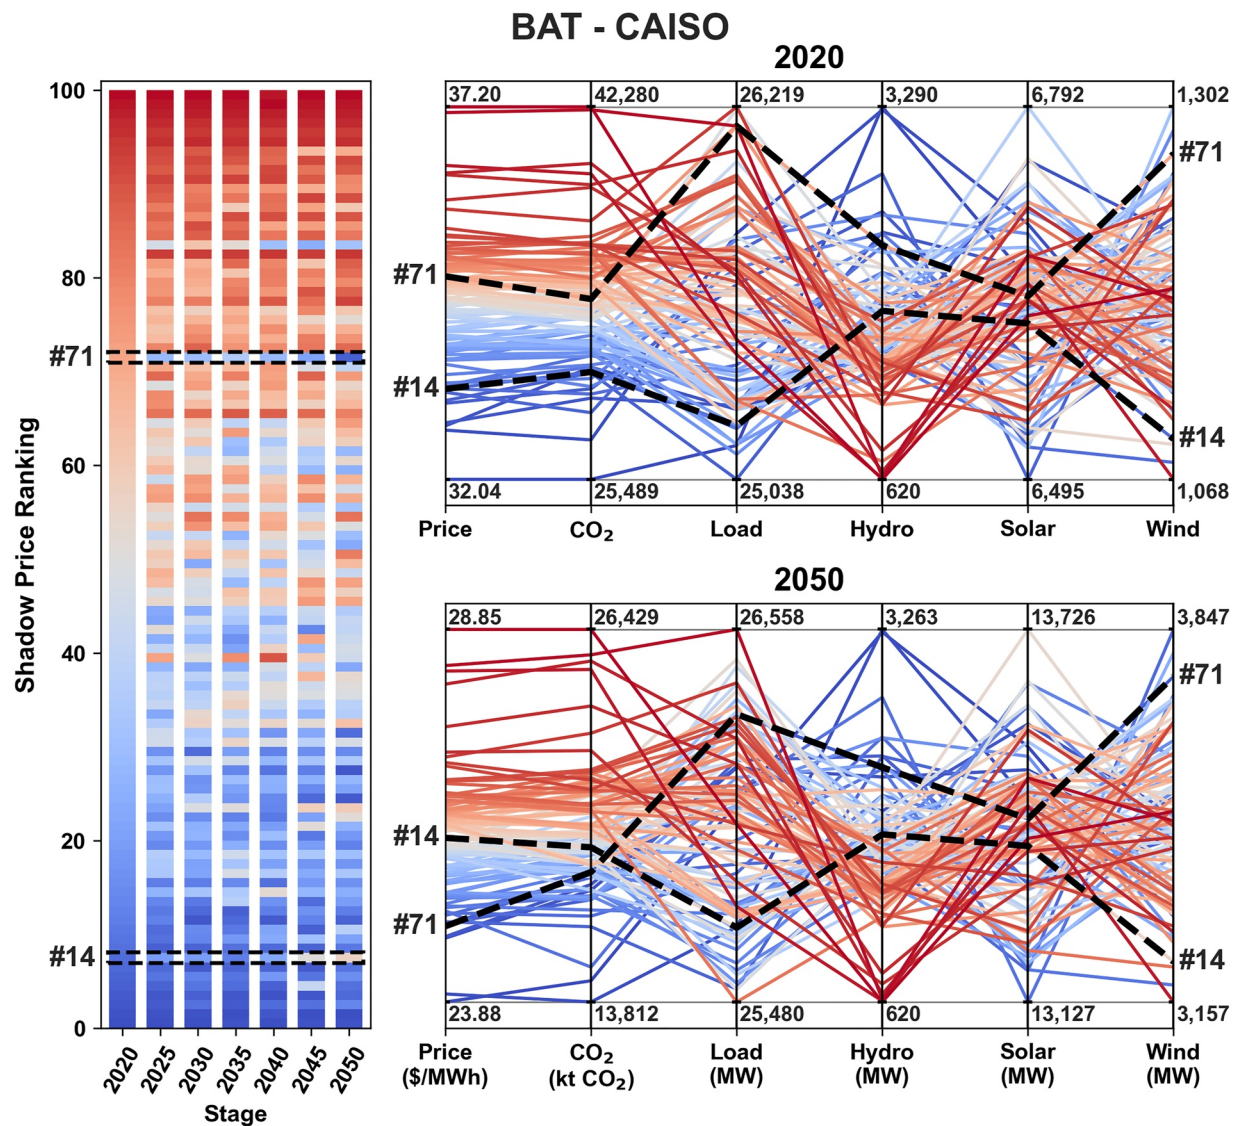 BAT - CAISO
100
80
60
40
20
0
#71
#14
Shadow Price Ranking
2020
2025
2030
2035
2040
2045
2050
Stage
2020
37.20
42,280
26,219
3,290
6,792
1,302
#71
#71
#14
#14
32.04
25,489
25,038
620
6,495
1,068
Price
CO₂
Load
Hydro
Solar
Wind
2050
28.85
26,429
26,558
3,263
13,726
3,847
#71
#14
#71
#14
23.88
13,812
25,480
620
13,127
3,157
Price
($/MWh)
CO₂
(kt CO₂)
Load
(MW)
Hydro
(MW)
Solar
(MW)
Wind
(MW)